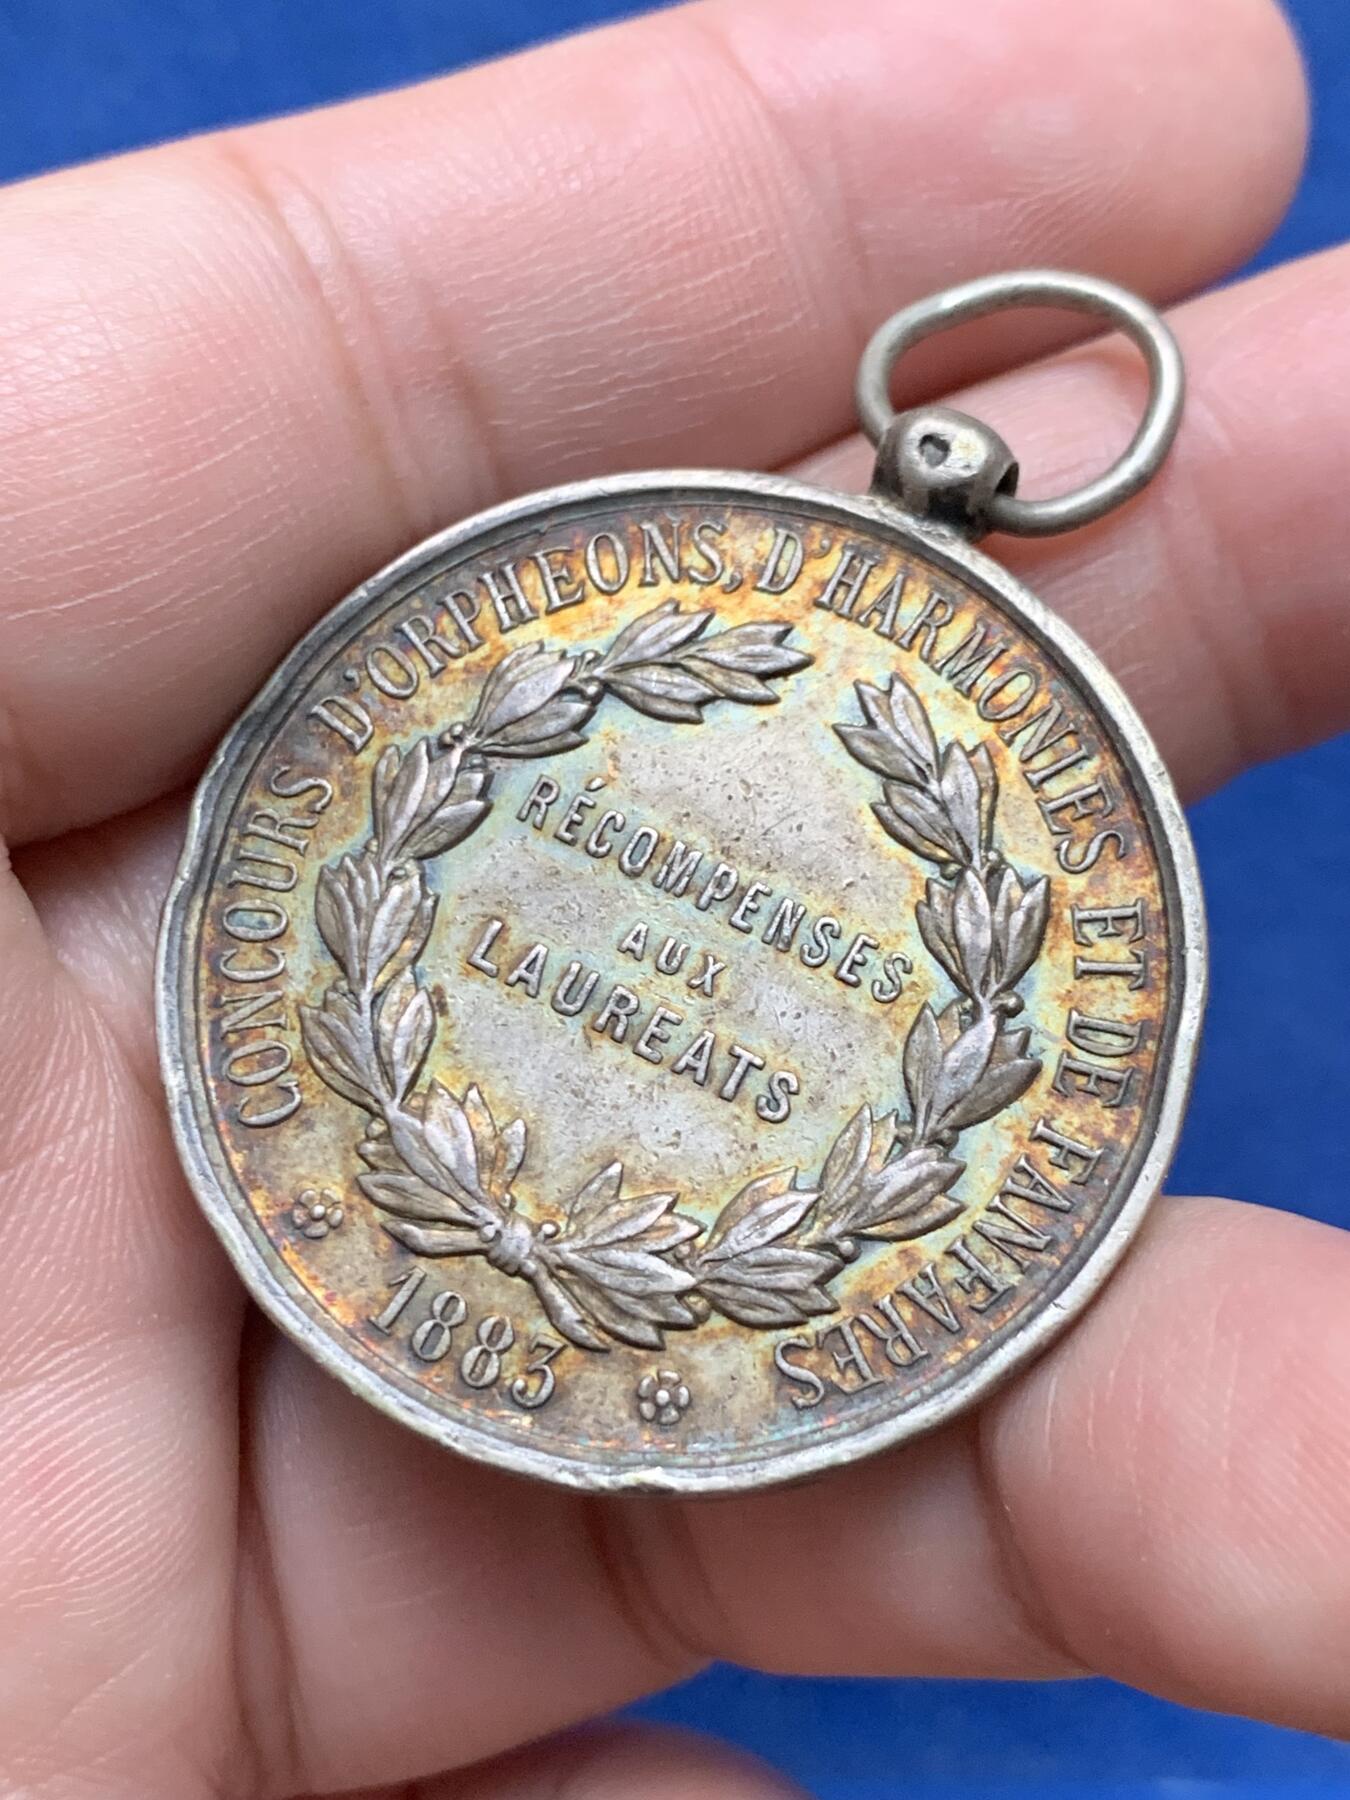 CONCOURS D'ORPHEONS, D'HARMONIES ET DE FANFARES
RÉCOMPENSES
AUX
LAUREATS
1883